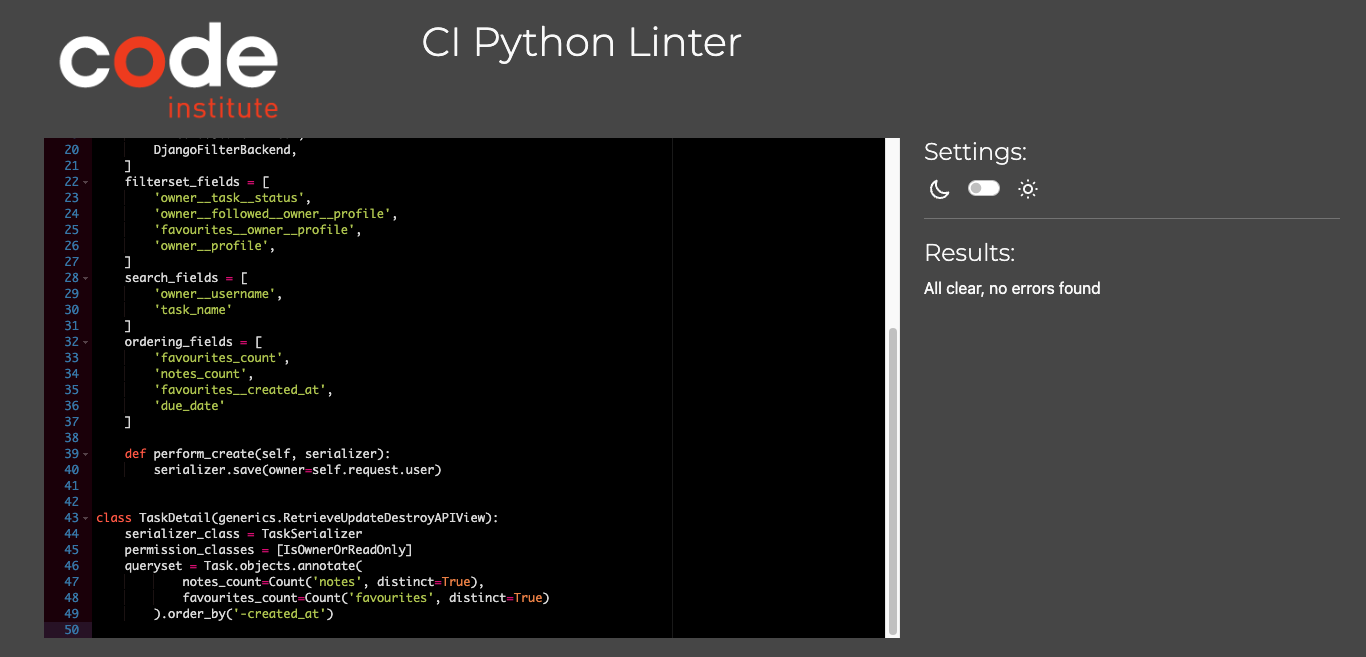 code
institute
CI Python Linter
20 DjangoFilterBackend,
21 ]
22 filterset_fields = [
23 'owner__task__status',
24 'owner__followed__owner__profile',
25 'favourites__owner__profile',
26 'owner__profile',
27 ]
28 search_fields = [
29 'owner__username',
30 'task_name'
31 ]
32 ordering_fields = [
33 'favourites_count',
34 'notes_count',
35 'favourites__created_at',
36 'due_date'
37 ]
38
39 def perform_create(self, serializer):
40 serializer.save(owner=self.request.user)
41
42
43 class TaskDetail(generics.RetrieveUpdateDestroyAPIView):
44 serializer_class = TaskSerializer
45 permission_classes = [IsOwnerOrReadOnly]
46 queryset = Task.objects.annotate(
47 notes_count=Count('notes', distinct=True),
48 favourites_count=Count('favourites', distinct=True)
49 ).order_by('-created_at')
50
Settings:
Results:
All clear, no errors found